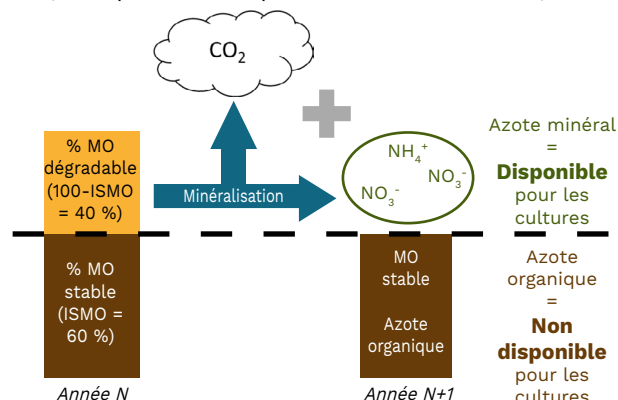 CO₂
% MO
dégradable
(100-ISMO
= 40 %)
Minéralisation
NH₄⁺
NO₃⁻
NO₃⁻
Azote minéral
=
Disponible
pour les
cultures
% MO
stable
(ISMO =
60 %)
MO
stable
Azote
organique
Azote
organique
=
Non
disponible
pour les
cultures
Année N
Année N+1